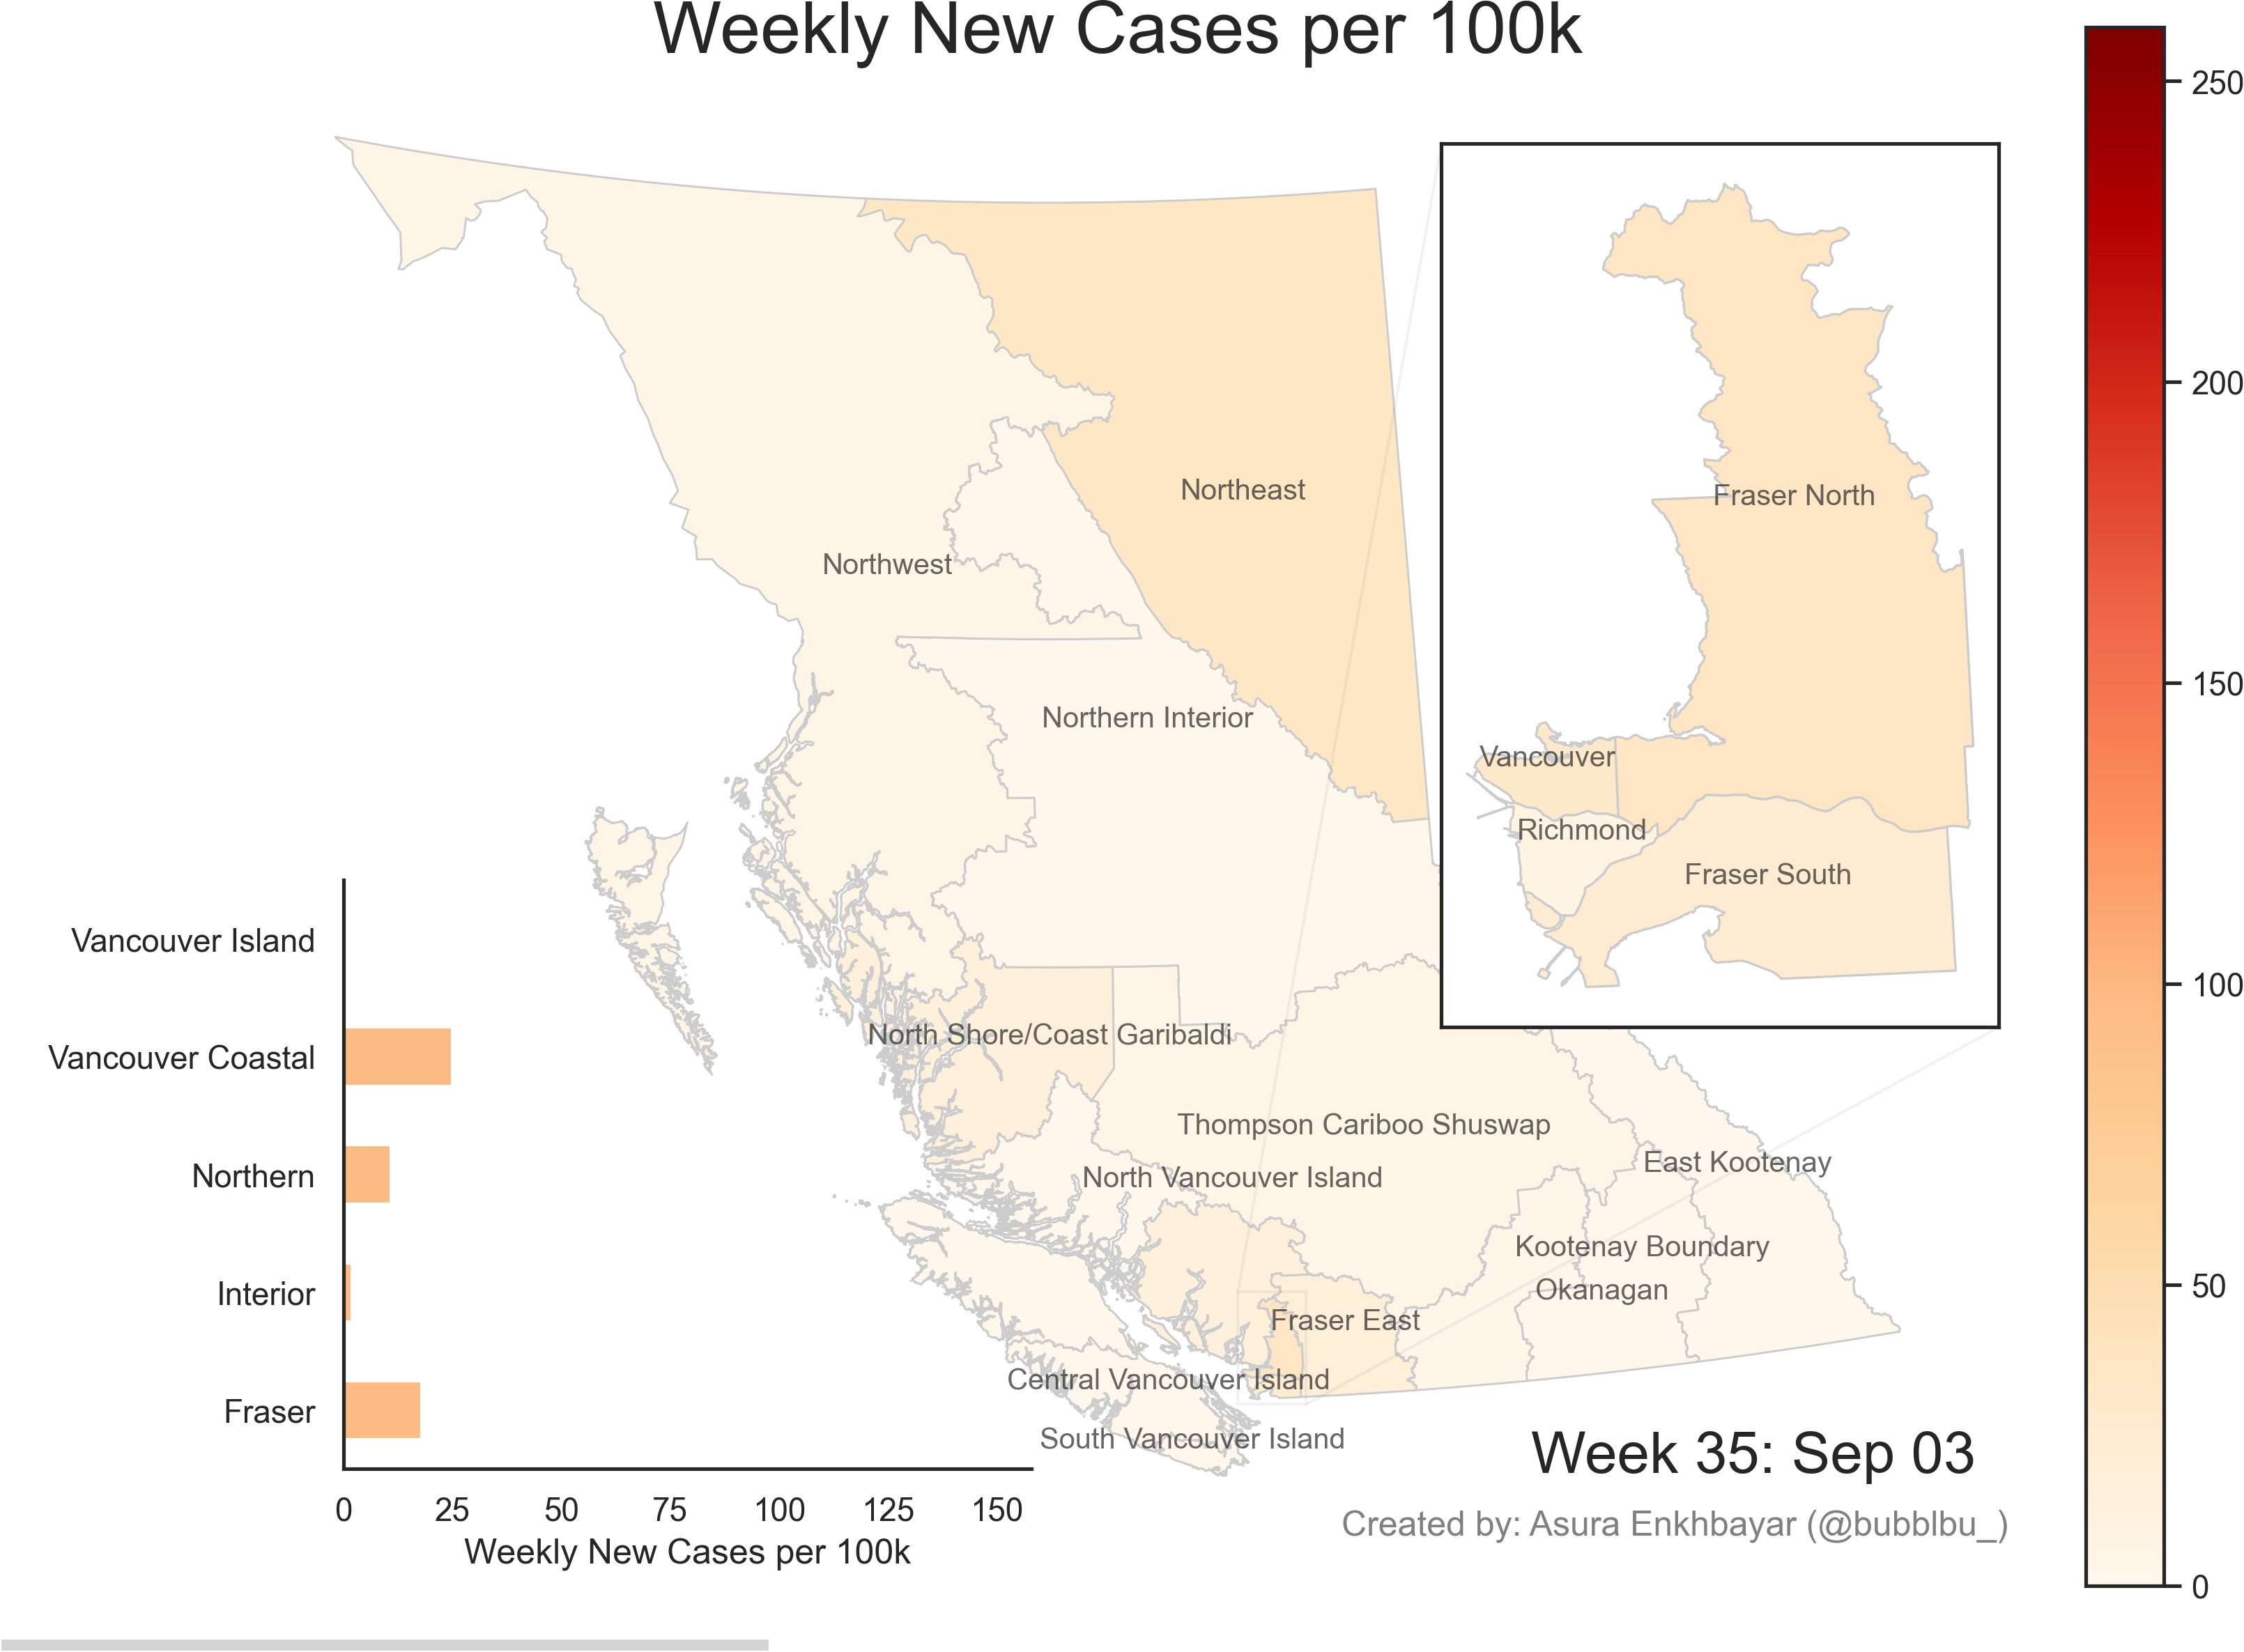 Weekly New Cases per 100k
250
200
150
100
50
0
Northeast
Northwest
Northern Interior
North Shore/Coast Garibaldi
Thompson Cariboo Shuswap
North Vancouver Island
East Kootenay
Kootenay Boundary
Okanagan
Fraser East
Central Vancouver Island
South Vancouver Island
Fraser North
Vancouver
Richmond
Fraser South
Vancouver Island
Vancouver Coastal
Northern
Interior
Fraser
0 25 50 75 100 125 150
Weekly New Cases per 100k
Week 35: Sep 03
Created by: Asura Enkhbayar (@bubblbu_)